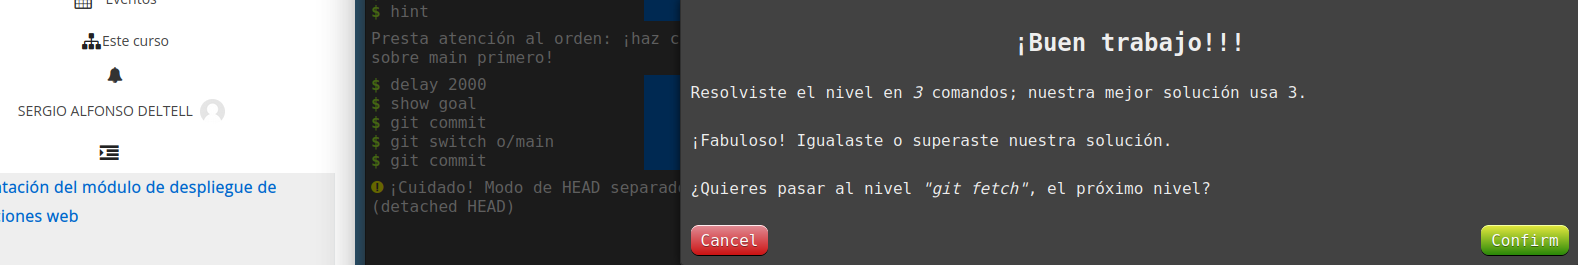 Eventos
Este curso
SERGIO ALFONSO DELTELL
tación del módulo de despliegue de
ciones web
$ hint
Presta atención al orden: ¡haz c
sobre main primero!
$ delay 2000
$ show goal
$ git commit
$ git switch o/main
$ git commit
¡Cuidado! Modo de HEAD separado
(detached HEAD)
¡Buen trabajo!!!
Resolviste el nivel en 3 comandos; nuestra mejor solución usa 3.
¡Fabuloso! Igualaste o superaste nuestra solución.
¿Quieres pasar al nivel "git fetch", el próximo nivel?
Cancel
Confirm